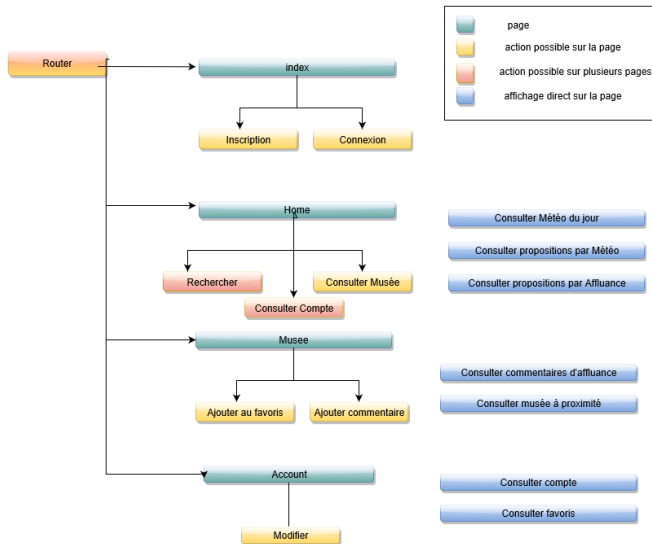 page
action possible sur la page
action possible sur plusieurs pages
affichage direct sur la page
Router
index
Inscription
Connexion
Home
Consulter Météo du jour
Consulter propositions par Météo
Rechercher
Consulter Musée
Consulter propositions par Affluance
Consulter Compte
Musee
Consulter commentaires d'affluance
Ajouter au favoris
Ajouter commentaire
Consulter musée à proximité
Account
Consulter compte
Consulter favoris
Modifier